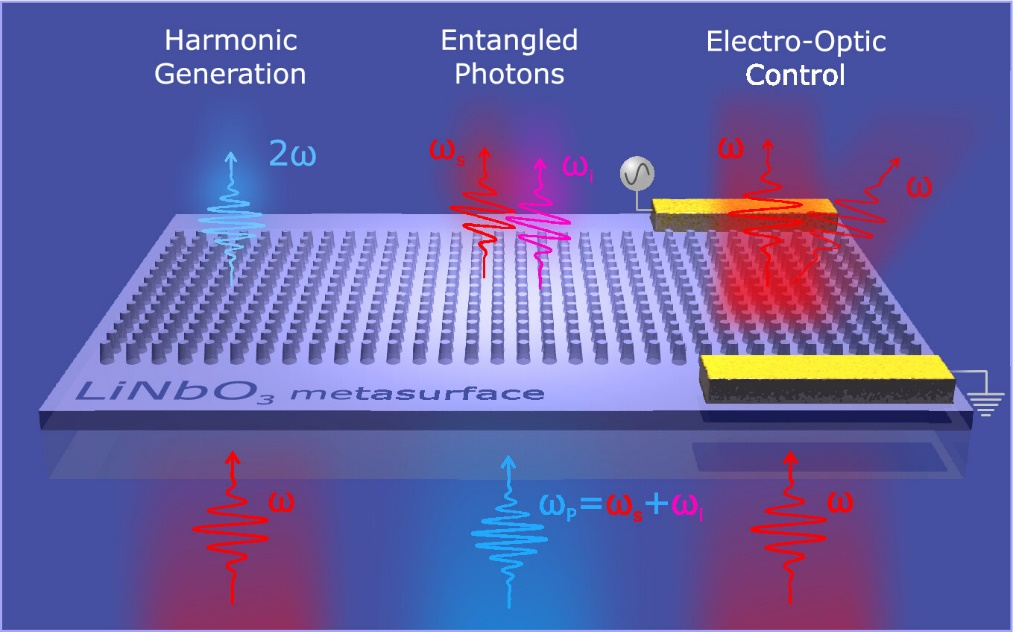 Harmonic
Generation
Entangled
Photons
Electro-Optic
Control
2ω
ωₛ
ωᵢ
ω
ω
LiNbO₃ metasurface
ω
ωₚ=ωₛ+ωᵢ
ω